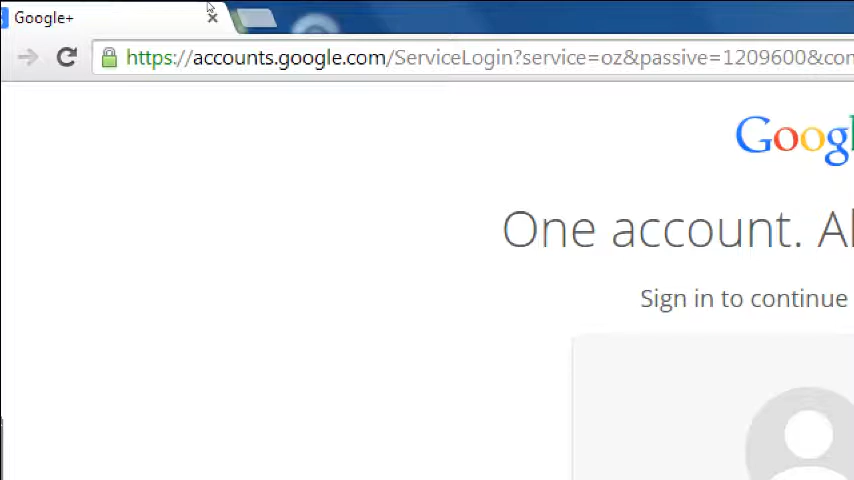 Google+
https://accounts.google.com/ServiceLogin?service=oz&passive=1209600&con
Googl
One account. Al
Sign in to continue